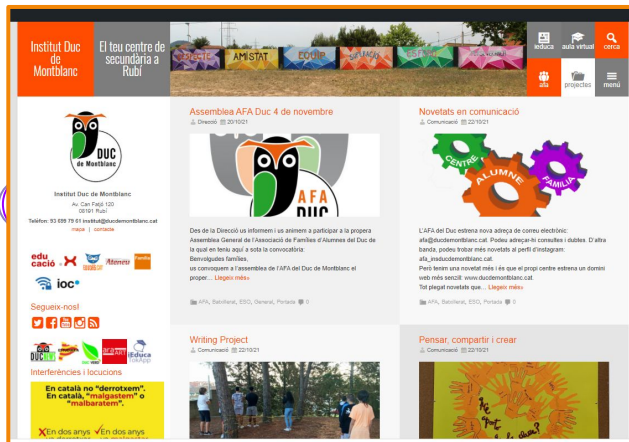 Institut Duc
de
Montblanc
El teu centre de
secundària a
Rubí
AMISTAT
EQUIP
ieduca
aula virtual
cerca
afa
projectes
menú
DUC
de Montblanc
Institut Duc de Montblanc
Av. Can Fatjó 120
08191 Rubí
Telèfon: 93 699 79 61 institut@ducdemontblanc.cat
mapa | contacte
edu
cació
Ateneu
Família
ioc
Segueix-nos!
araART
iEduca
TokApp
Interferències i locucions
En català no “derrotxem”.
En català, “malgastem” o
“malbaratem”.
En dos anys
En dos anys
Assemblea AFA Duc 4 de novembre
Direcció 20/10/21
AFA
DUC
Des de la Direcció us informem i us animem a participar a la propera
Assemblea General de l'Associació de Famílies d'Alumnes del Duc de
la qual en teniu aquí a sota la convocatòria:
Benvolgudes famílies,
us convoquem a l'assemblea de l'AFA del Duc de Montblanc el
proper… Llegeix més»
AFA, Batxillerat, ESO, General, Portada 0
Novetats en comunicació
Comunicació 22/10/21
CENTRE
ALUMNE
FAMILIA
L'AFA del Duc estrena nova adreça de correu electrònic:
afa@ducdemontblanc.cat. Podeu adreçar-hi consultes i dubtes. D'altra
banda, podeu trobar més novetats al perfil d'instagram:
afa_insducdemontblanc.cat.
Però tenim una novetat més i és que el propi centre estrena un domini
web més senzill: www.ducdemontblanc.cat.
Tot plegat novetats que… Llegeix més»
AFA, Batxillerat, ESO, Portada 0
Writing Project
Comunicació 22/10/21
Pensar, compartir i crear
Comunicació 22/10/21